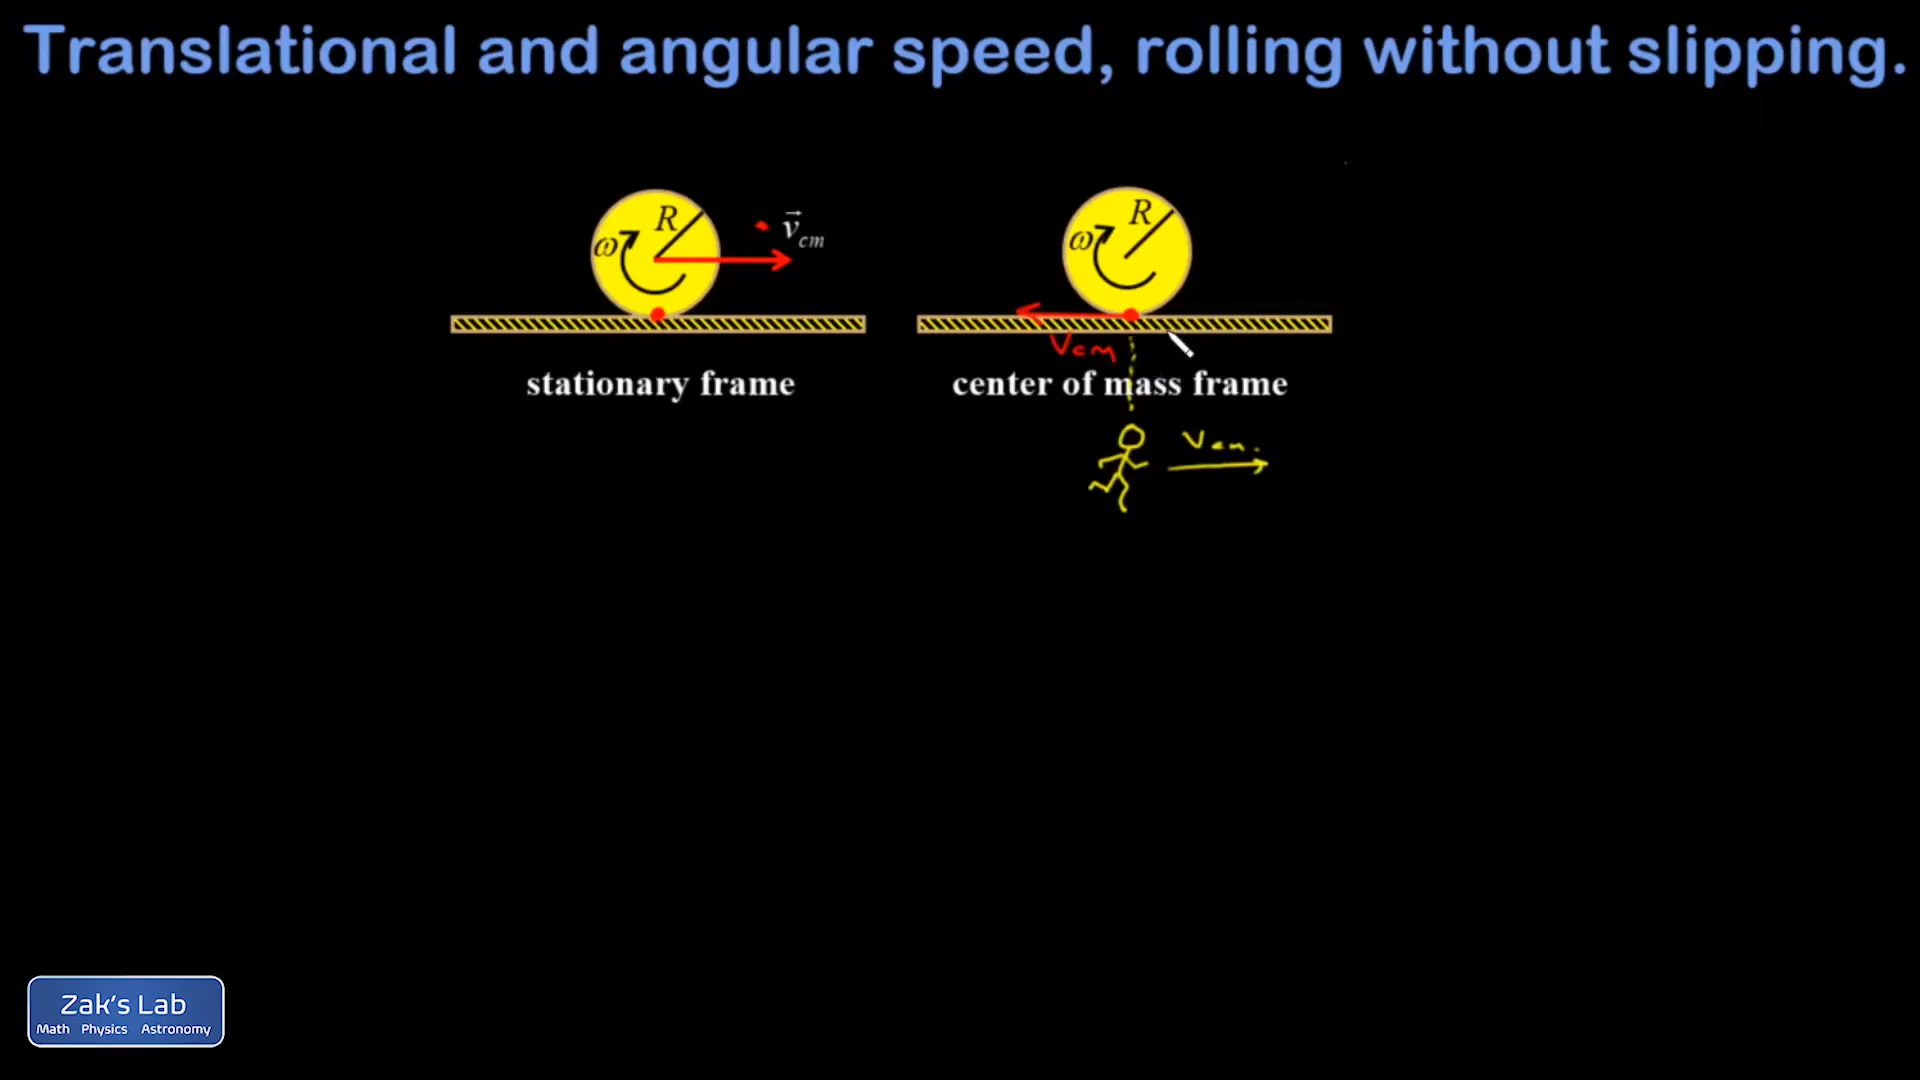 Translational and angular speed, rolling without slipping.
R
ω
v⃗cm
R
ω
Vcm
stationary frame
center of mass frame
Vcm.
Zak's Lab
Math Physics Astronomy